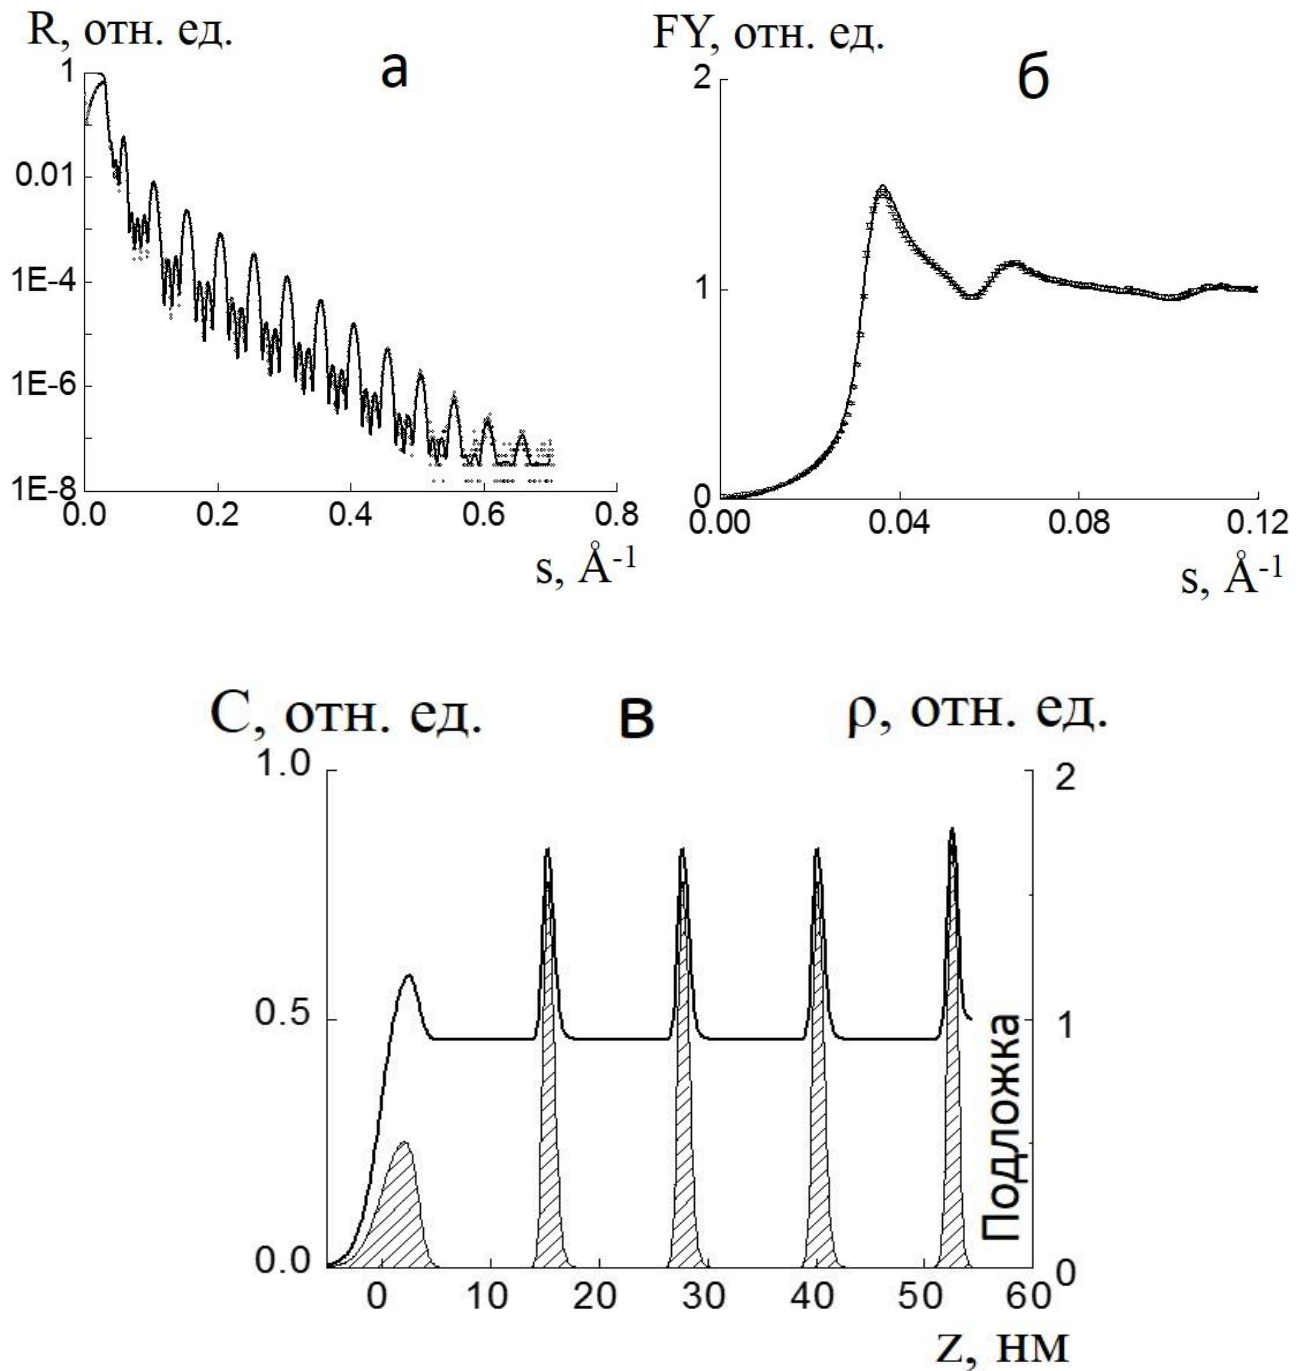 R, отн. ед.
а
1
0.01
1E-4
1E-6
1E-8
0.0 0.2 0.4 0.6 0.8
s, Å-1
FY, отн. ед.
б
2
1
0
0.00 0.04 0.08 0.12
s, Å-1
C, отн. ед.
в
ρ, отн. ед.
1.0
0.5
0.0
2
1
0
Подложка
0 10 20 30 40 50 60
z, нм